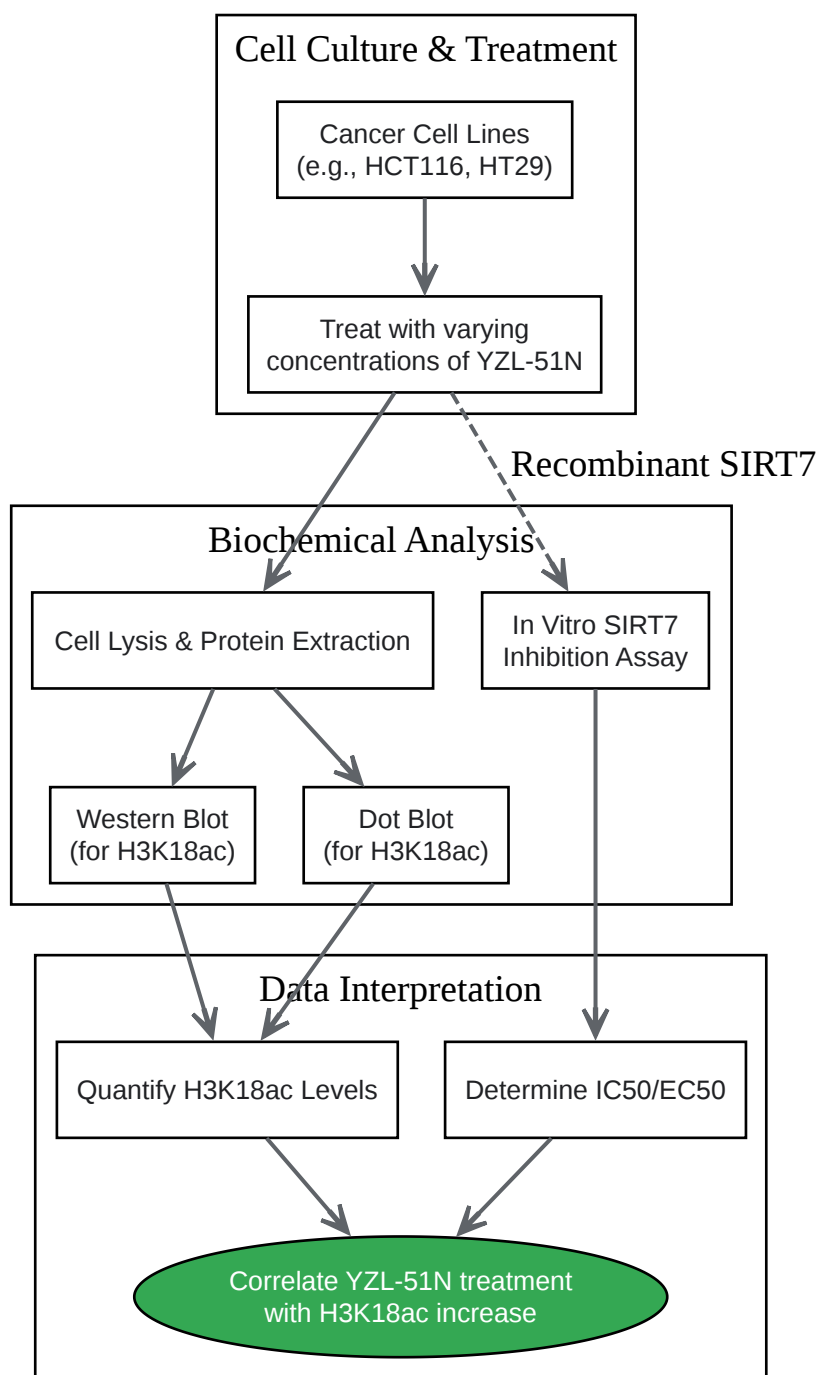 Cell Culture & Treatment
Cancer Cell Lines
(e.g., HCT116, HT29)
Treat with varying
concentrations of YZL-51N
Recombinant SIRT7
Biochemical Analysis
Cell Lysis & Protein Extraction
In Vitro SIRT7
Inhibition Assay
Western Blot
(for H3K18ac)
Dot Blot
(for H3K18ac)
Data Interpretation
Quantify H3K18ac Levels
Determine IC50/EC50
Correlate YZL-51N treatment
with H3K18ac increase